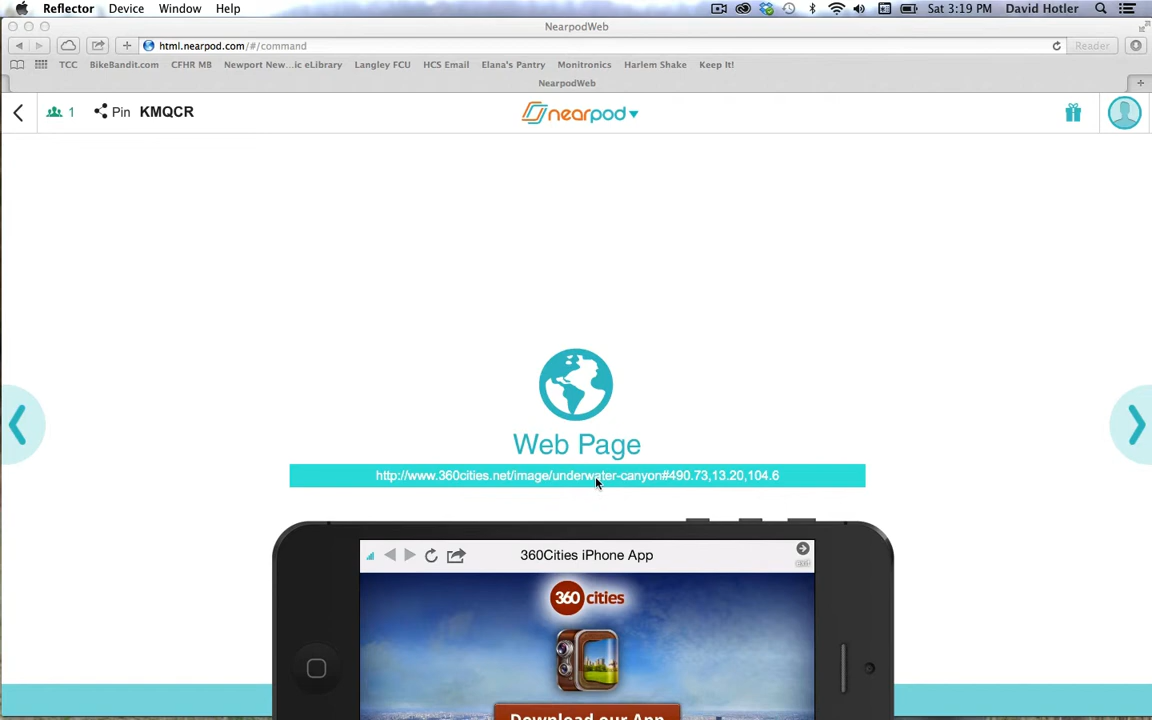 Reflector Device Window Help Sat 3:19 PM David Hotler
NearpodWeb
html.nearpod.com/#/command Reader
TCC BikeBandit.com CFHR MB Newport New...ic eLibrary Langley FCU HCS Email Elana's Pantry Monitronics Harlem Shake Keep It!
NearpodWeb
1 Pin KMQCR nearpod
Web Page
http://www.360cities.net/image/underwater-canyon#490.73,13.20,104.6
360Cities iPhone App
exit
360 cities
Download our App